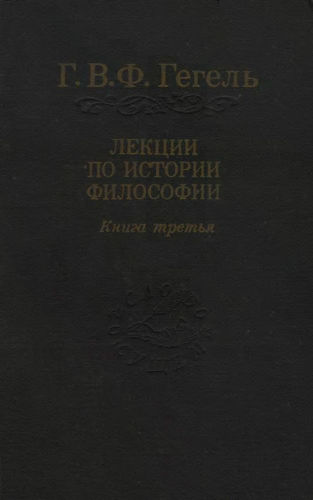 Г. В. Ф. Гегель
ЛЕКЦИИ
ПО ИСТОРИИ
ФИЛОСОФИИ
Книга третья